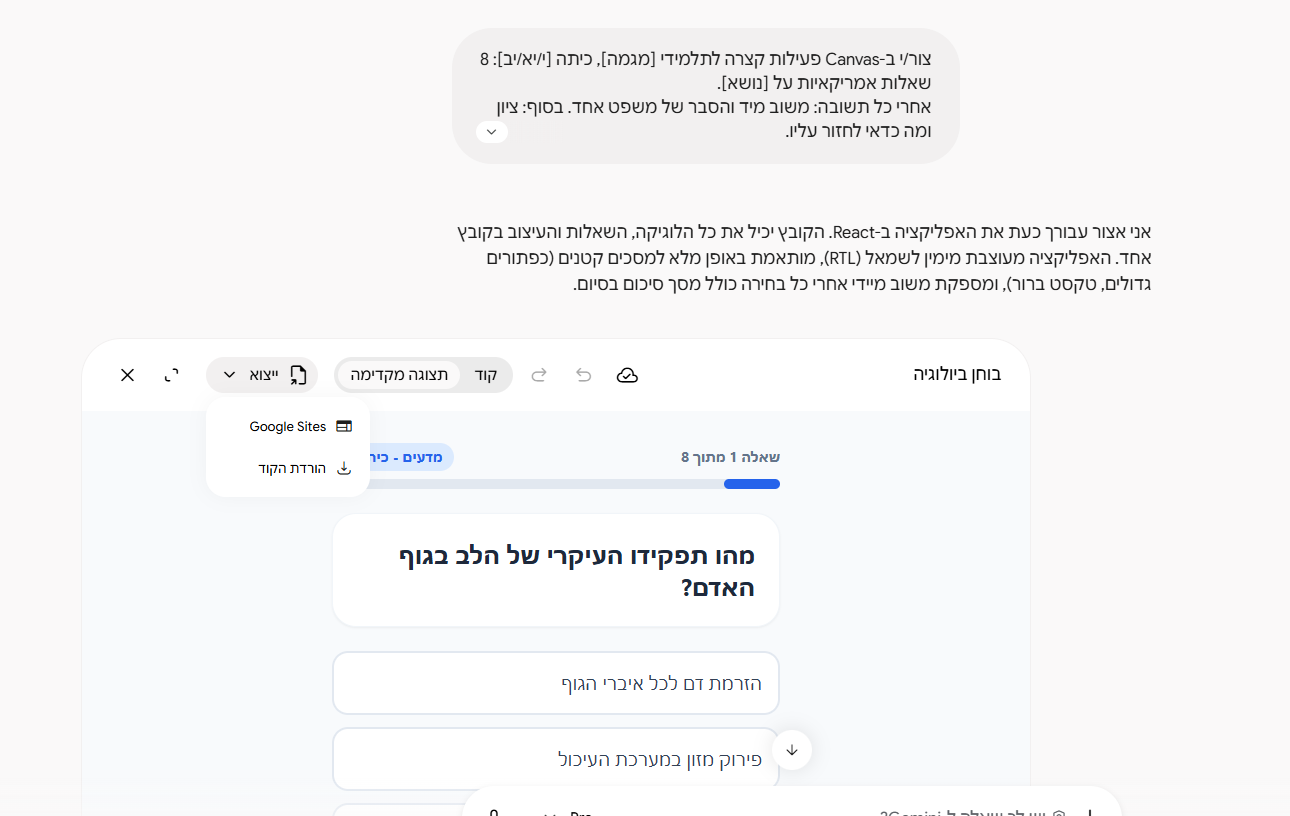 צור/י ב-Canvas פעילות קצרה לתלמידי [מגמה], כיתה [י/יא/יב]: 8
שאלות אמריקאיות על [נושא].
אחרי כל תשובה: משוב מיד והסבר של משפט אחד. בסוף: ציון
ומה כדאי לחזור עליו.
אני אצור עבורך כעת את האפליקציה ב-React. הקובץ יכיל את כל הלוגיקה, השאלות והעיצוב בקובץ
אחד. האפליקציה מעוצבת מימין לשמאל (RTL), מותאמת באופן מלא למסכים קטנים (כפתורים
גדולים, טקסט ברור), ומספקת משוב מיידי אחרי כל בחירה כולל מסך סיכום בסיום.
בוחן ביולוגיה
קוד
תצוגה מקדימה
ייצוא
Google Sites
הורדת הקוד
שאלה 1 מתוך 8
מדעים -
מהו תפקידו העיקרי של הלב בגוף
האדם?
הזרמת דם לכל איברי הגוף
פירוק מזון במערכת העיכול
Pro